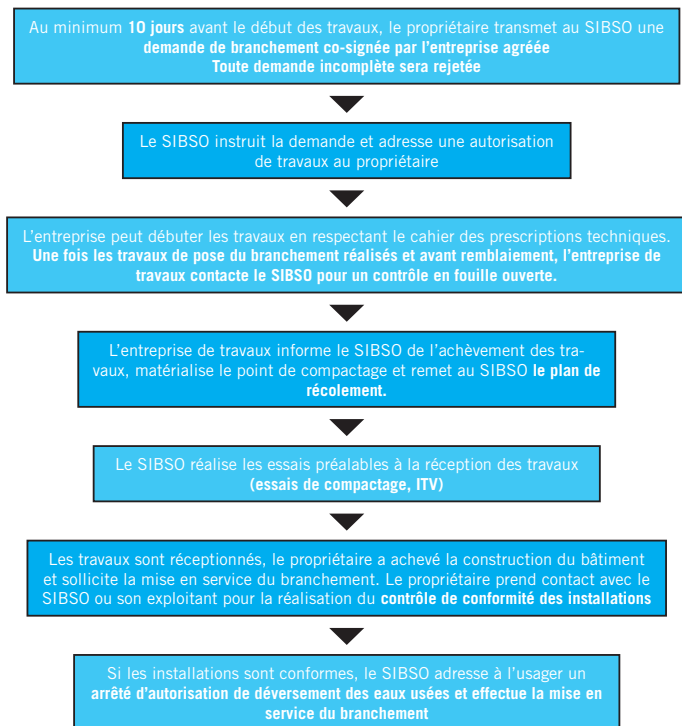 Au minimum 10 jours avant le début des travaux, le propriétaire transmet au SIBSO une
demande de branchement co-signée par l'entreprise agréée
Toute demande incomplète sera rejetée
Le SIBSO instruit la demande et adresse une autorisation
de travaux au propriétaire
L'entreprise peut débuter les travaux en respectant le cahier des prescriptions techniques.
Une fois les travaux de pose du branchement réalisés et avant remblaiement, l'entreprise de
travaux contacte le SIBSO pour un contrôle en fouille ouverte.
L'entreprise de travaux informe le SIBSO de l'achèvement des tra-
vaux, matérialise le point de compactage et remet au SIBSO le plan de
récolement.
Le SIBSO réalise les essais préalables à la réception des travaux
(essais de compactage, ITV)
Les travaux sont réceptionnés, le propriétaire a achevé la construction du bâtiment
et sollicite la mise en service du branchement. Le propriétaire prend contact avec le
SIBSO ou son exploitant pour la réalisation du contrôle de conformité des installations
Si les installations sont conformes, le SIBSO adresse à l'usager un
arrêté d'autorisation de déversement des eaux usées et effectue la mise en
service du branchement